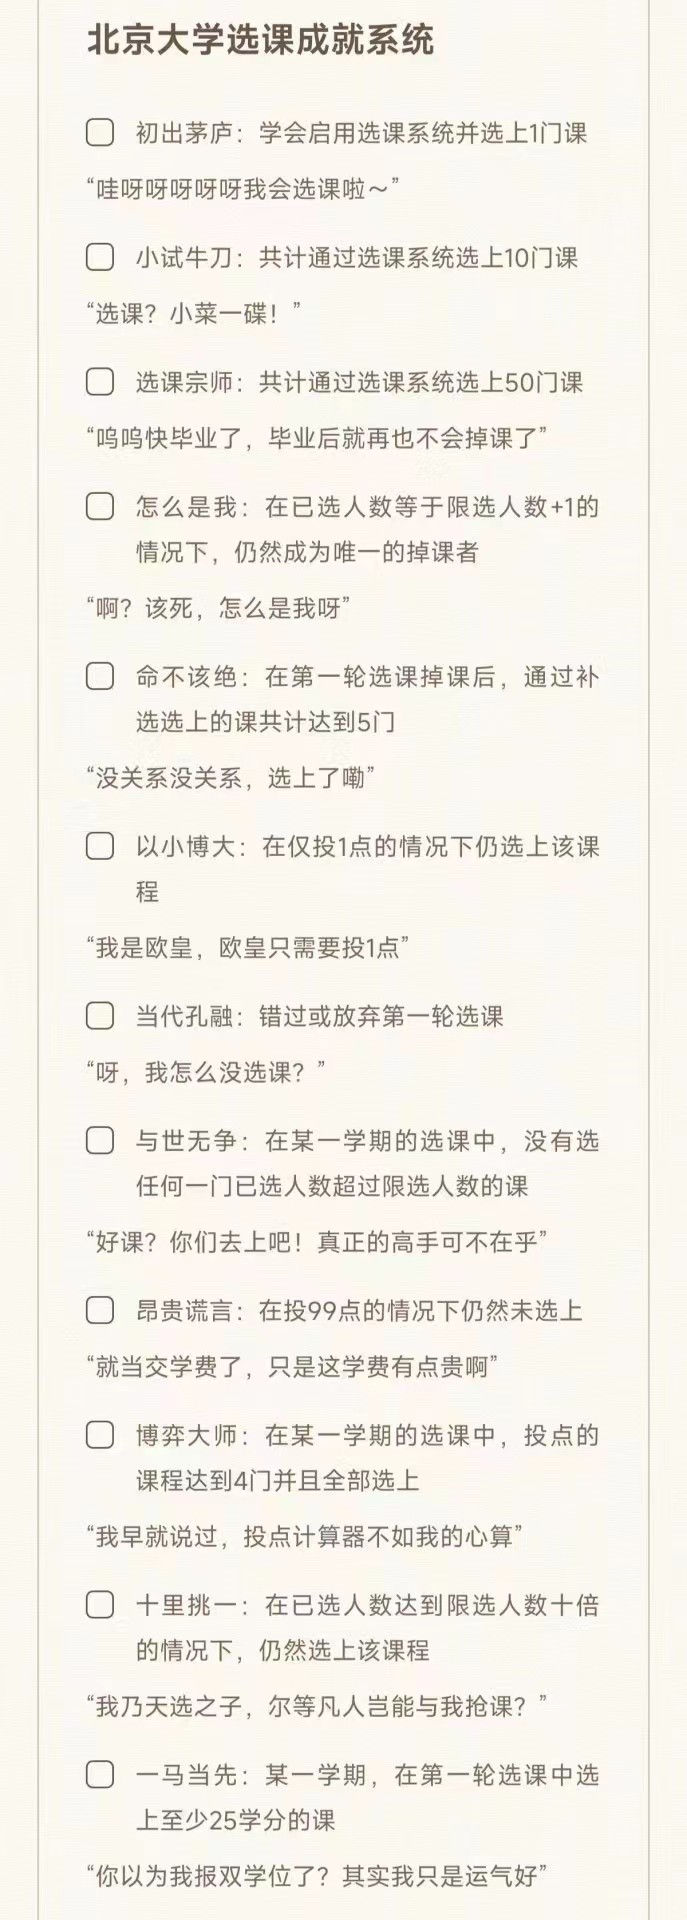 北京大学选课成就系统
初出茅庐：学会启用选课系统并选上1门课
“哇呀呀呀呀呀我会选课啦～”
小试牛刀：共计通过选课系统选上10门课
“选课？小菜一碟！”
选课宗师：共计通过选课系统选上50门课
“呜呜快毕业了，毕业后就再也不会掉课了”
怎么是我：在已选人数等于限选人数+1的
情况下，仍然成为唯一的掉课者
“啊？该死，怎么是我呀”
命不该绝：在第一轮选课掉课后，通过补
选选上的课共计达到5门
“没关系没关系，选上了嘞”
以小博大：在仅投1点的情况下仍选上该课
程
“我是欧皇，欧皇只需要投1点”
当代孔融：错过或放弃第一轮选课
“呀，我怎么没选课？”
与世无争：在某一学期的选课中，没有选
任何一门已选人数超过限选人数的课
“好课？你们去上吧！真正的高手可不在乎”
昂贵谎言：在投99点的情况下仍然未选上
“就当交学费了，只是这学费有点贵啊”
博弈大师：在某一学期的选课中，投点的
课程达到4门并且全部选上
“我早就说过，投点计算器不如我的心算”
十里挑一：在已选人数达到限选人数十倍
的情况下，仍然选上该课程
“我乃天选之子，尔等凡人岂能与我抢课？”
一马当先：某一学期，在第一轮选课中选
上至少25学分的课
“你以为我报双学位了？其实我只是运气好”